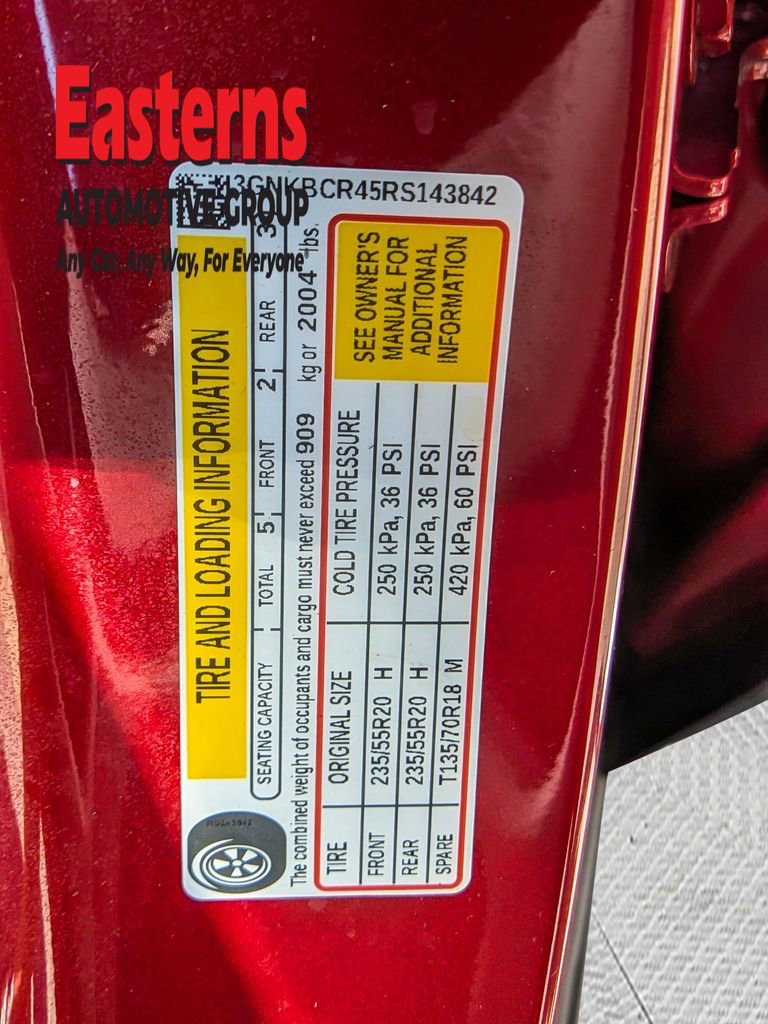 Easterns
AUTOMOTIVE GROUP
Any Car, Any Way, For Everyone
3GNKBCR45RS143842
TIRE AND LOADING INFORMATION
SEATING CAPACITY TOTAL 5 FRONT 2 REAR 3
The combined weight of occupants and cargo must never exceed 909 kg or 2004 lbs.
TIRE ORIGINAL SIZE COLD TIRE PRESSURE
FRONT 235/55R20 H 250 kPa, 36 PSI
REAR 235/55R20 H 250 kPa, 36 PSI
SPARE T135/70R18 M 420 kPa, 60 PSI
SEE OWNER'S
MANUAL FOR
ADDITIONAL
INFORMATION
RS143842